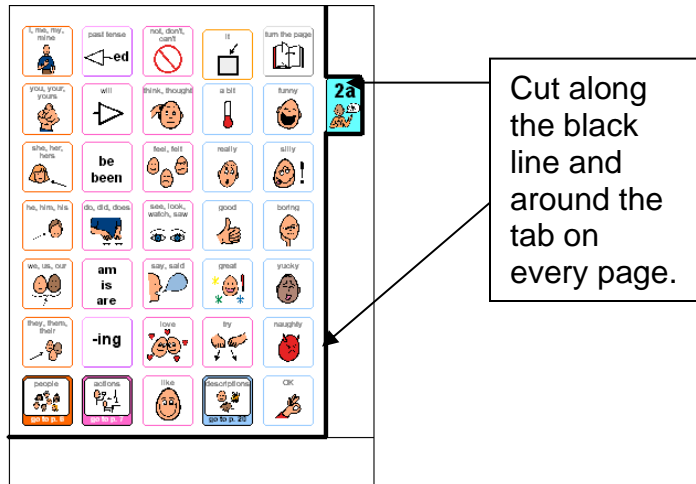 I, me, my, mine
past tense
not, don't, can't
it
turn the page
-ed
you, your, yours
will
think, thought
a bit
funny
2a
she, her, hers
be
been
feel, felt
really
silly
he, him, his
do, did, does
see, look, watch, saw
good
boring
we, us, our
am
is
are
say, said
great
yucky
they, them, their
-ing
love
try
naughty
people
go to p. 6
actions
go to p. 7
like
descriptions
go to p. 20
OK
Cut along
the black
line and
around the
tab on
every page.